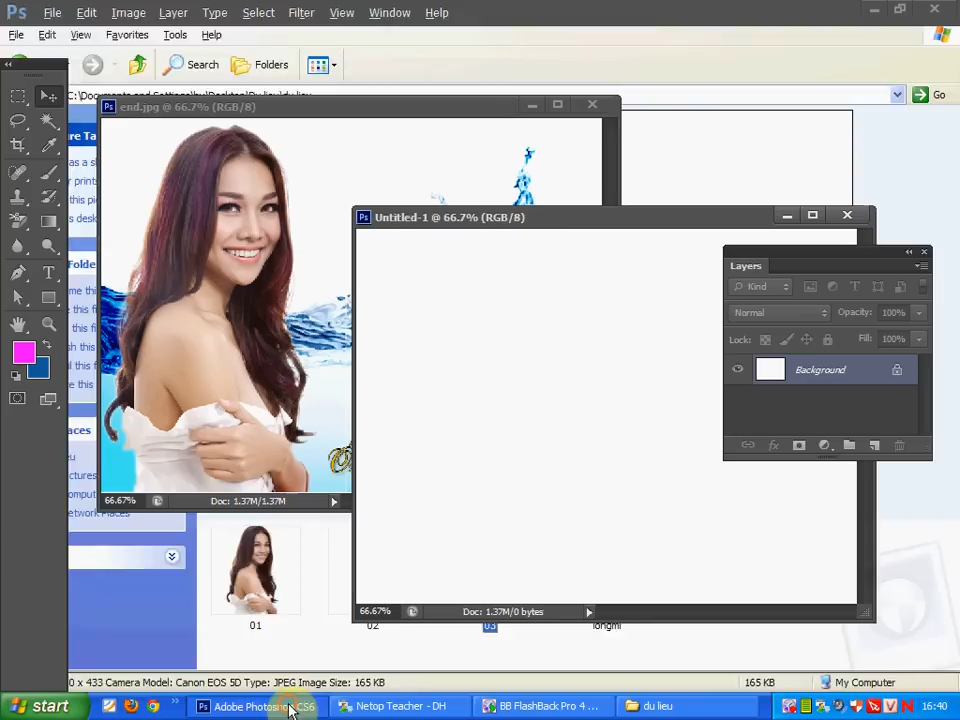 Ps File Edit Image Layer Type Select Filter View Window Help
File Edit View Favorites Tools Help
Search Folders
Go
Ps end.jpg @ 66.7% (RGB/8)
Ps Untitled-1 @ 66.7% (RGB/8)
Layers
Kind
Normal Opacity: 100%
Lock: Fill: 100%
Background
66.67% Doc: 1.37M/1.37M
66.67% Doc: 1.37M/0 bytes
01 02 03 longmi
Camera Model: Canon EOS 5D Type: JPEG Image Size: 165 KB 165 KB My Computer
start Ps Adobe Photoshop CS6 Netop Teacher - DH BB FlashBack Pro 4 ... du lieu 16:40